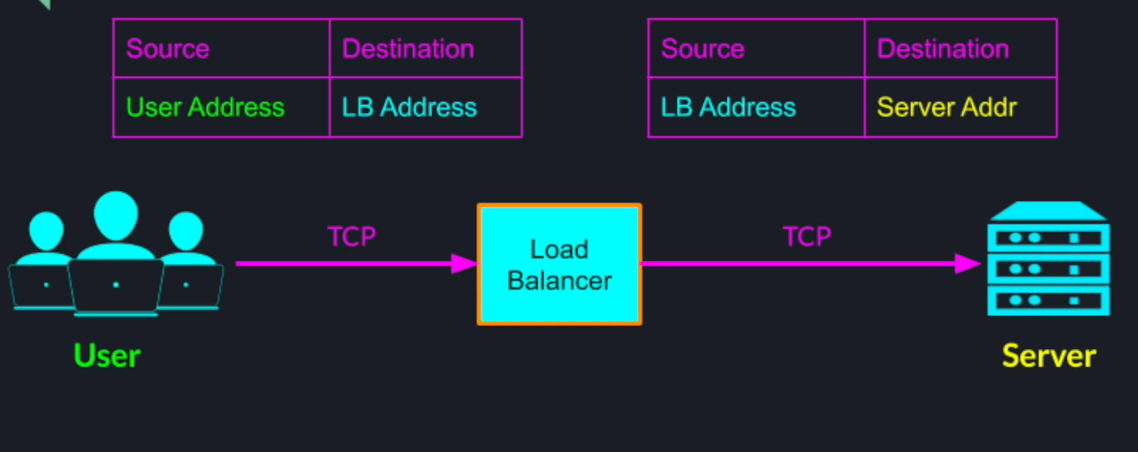 Source Destination
User Address LB Address
Source Destination
LB Address Server Addr
TCP
Load
Balancer
TCP
User
Server